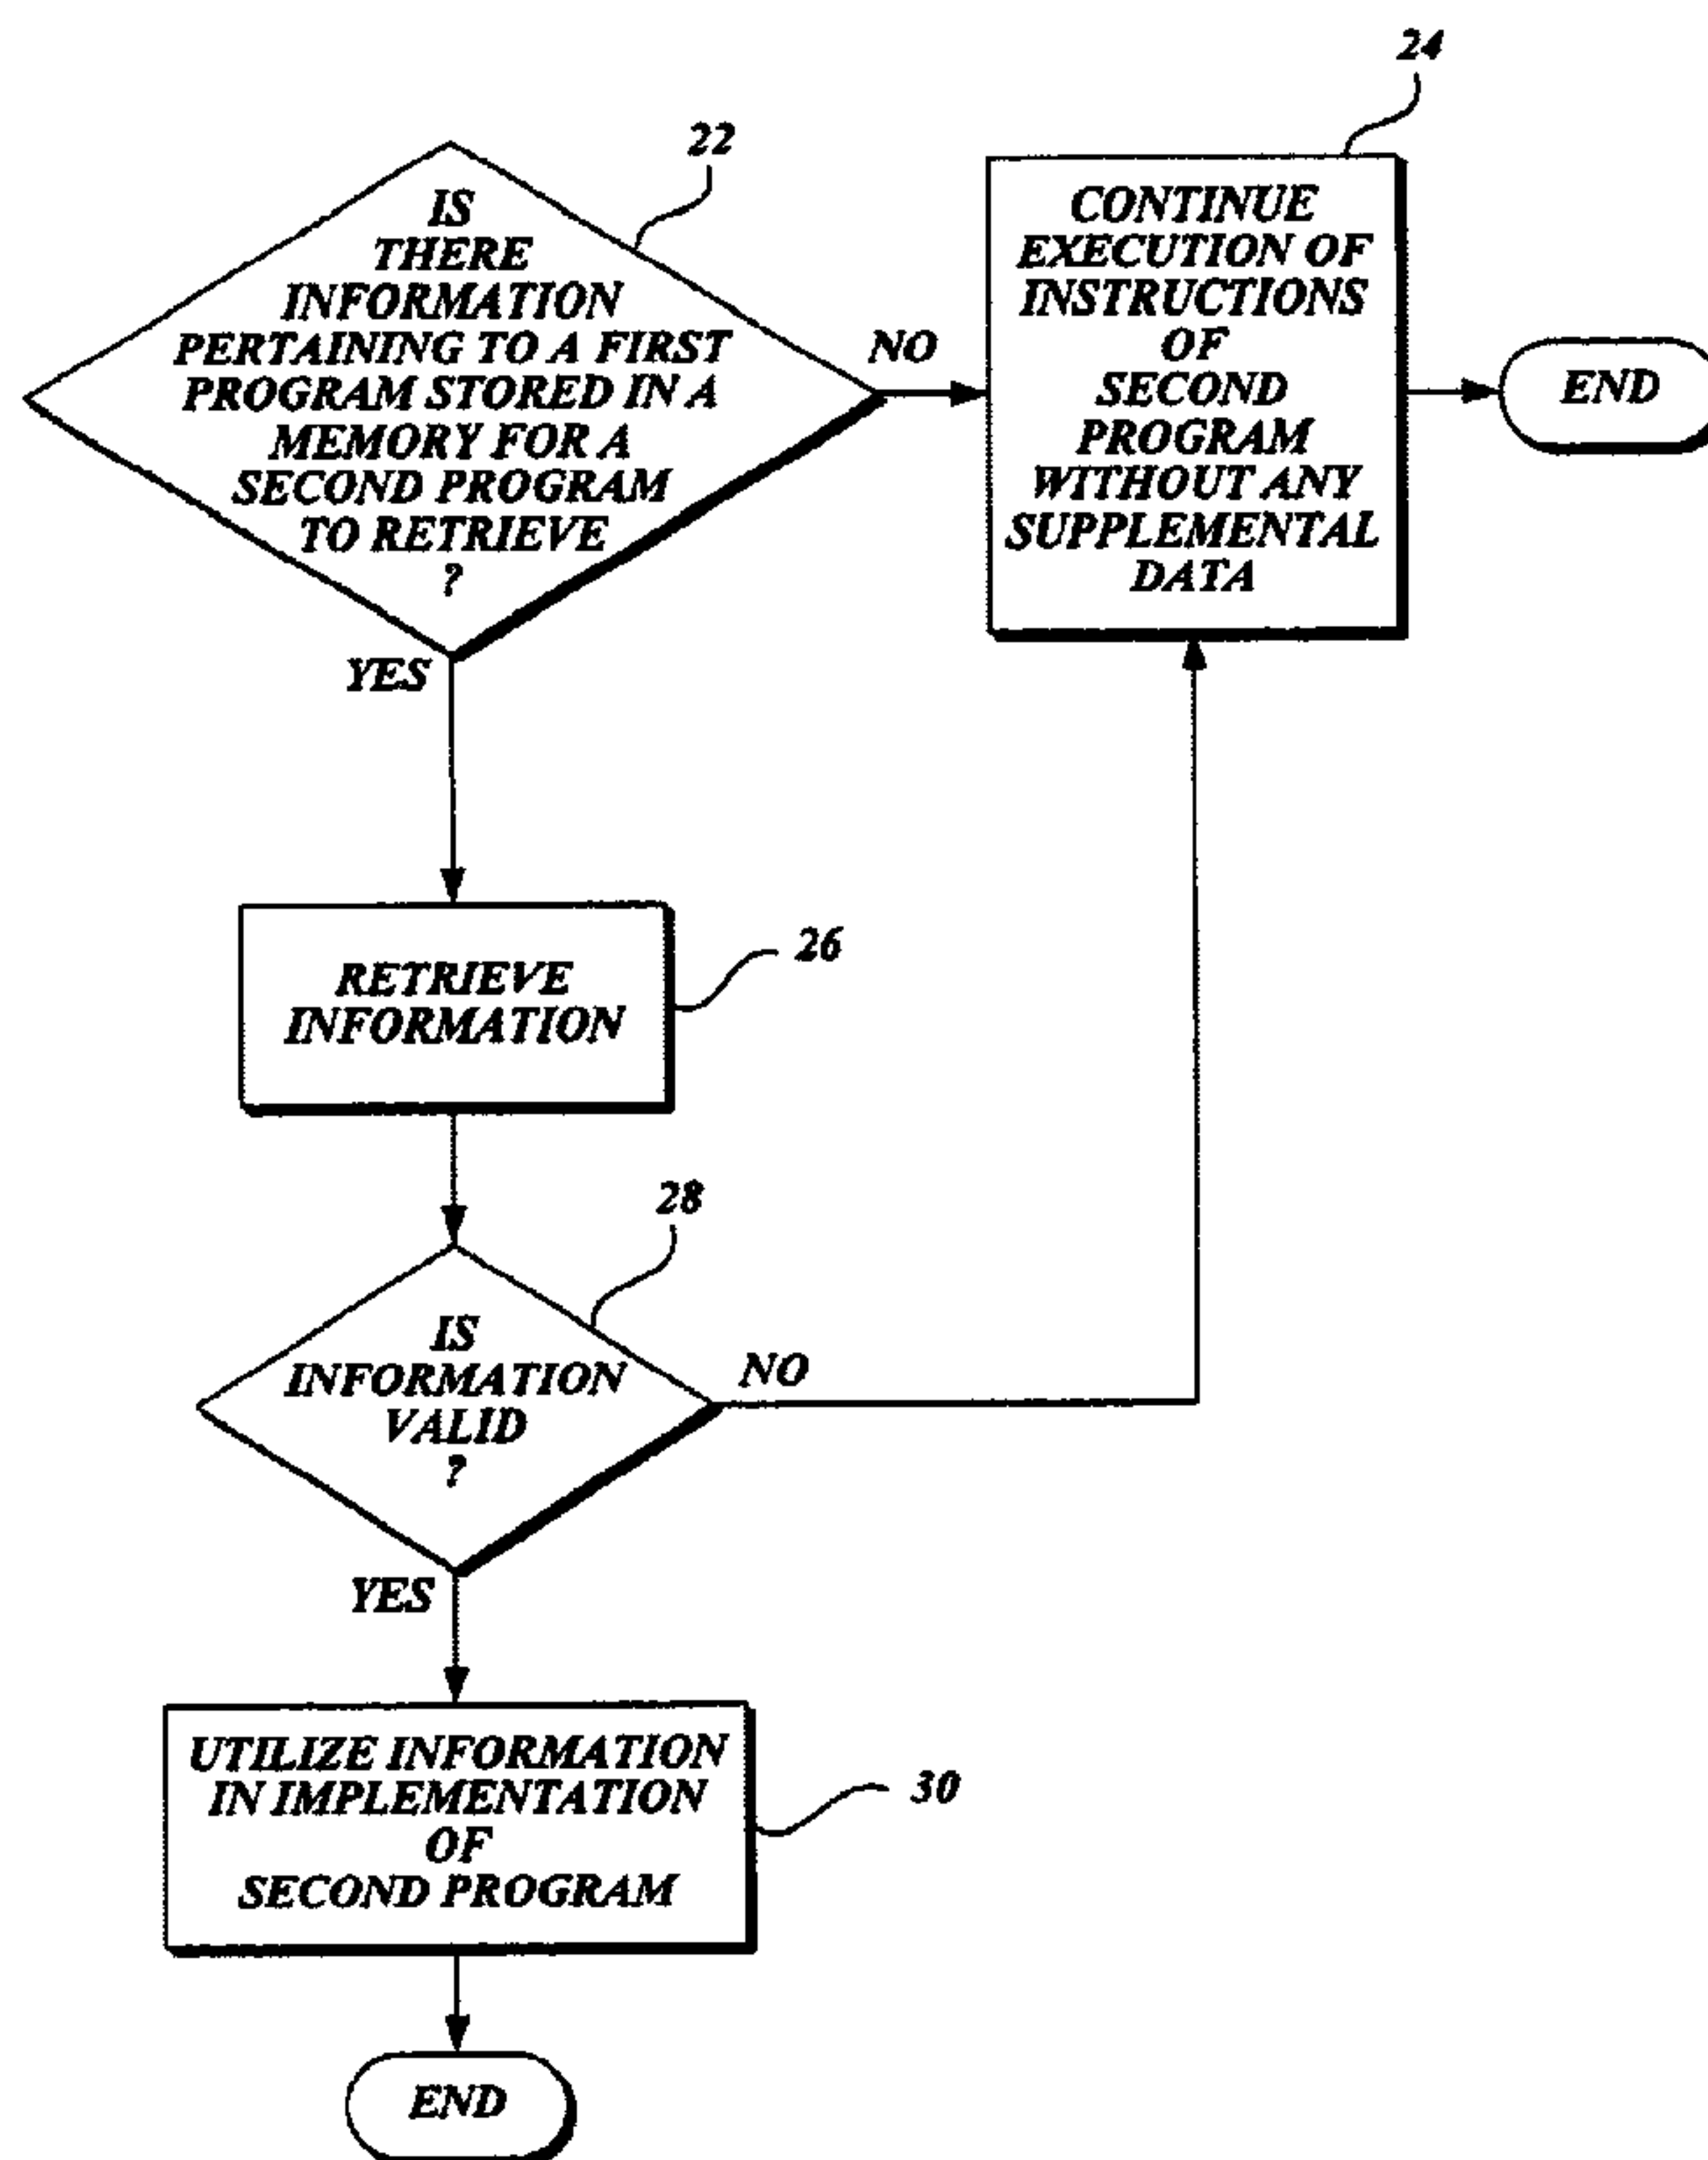 24
22
IS
THERE
INFORMATION
PERTAINING TO A FIRST
PROGRAM STORED IN A
MEMORY FOR A
SECOND PROGRAM
TO RETRIEVE
?
NO
CONTINUE
EXECUTION OF
INSTRUCTIONS
OF
SECOND
PROGRAM
WITHOUT ANY
SUPPLEMENTAL
DATA
END
YES
26
RETRIEVE
INFORMATION
28
IS
INFORMATION
VALID
?
NO
YES
UTILIZE INFORMATION
IN IMPLEMENTATION
OF
SECOND PROGRAM
30
END